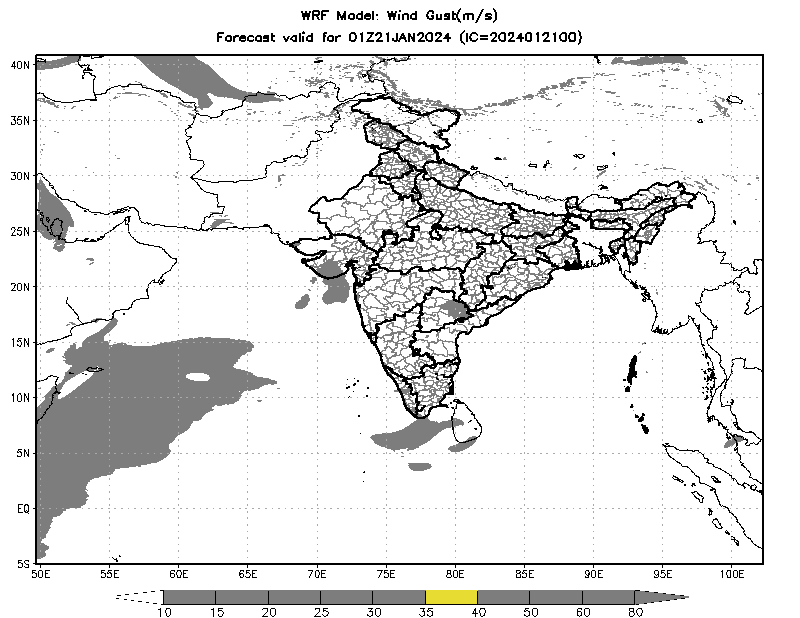 WRF Model: Wind Gust(m/s)
Forecast valid for 01Z21JAN2024 (IC=2024012100)
40N
35N
30N
25N
20N
15N
10N
5N
EQ
5S
50E 55E 60E 65E 70E 75E 80E 85E 90E 95E 100E
10 15 20 25 30 35 40 50 60 80